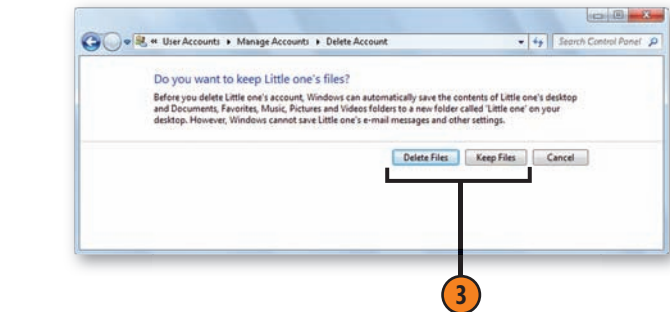 « User Accounts ▸ Manage Accounts ▸ Delete Account
Search Control Panel
Do you want to keep Little one's files?
Before you delete Little one's account, Windows can automatically save the contents of Little one's desktop
and Documents, Favorites, Music, Pictures and Videos folders to a new folder called 'Little one' on your
desktop. However, Windows cannot save Little one's e-mail messages and other settings.
Delete Files Keep Files Cancel
3